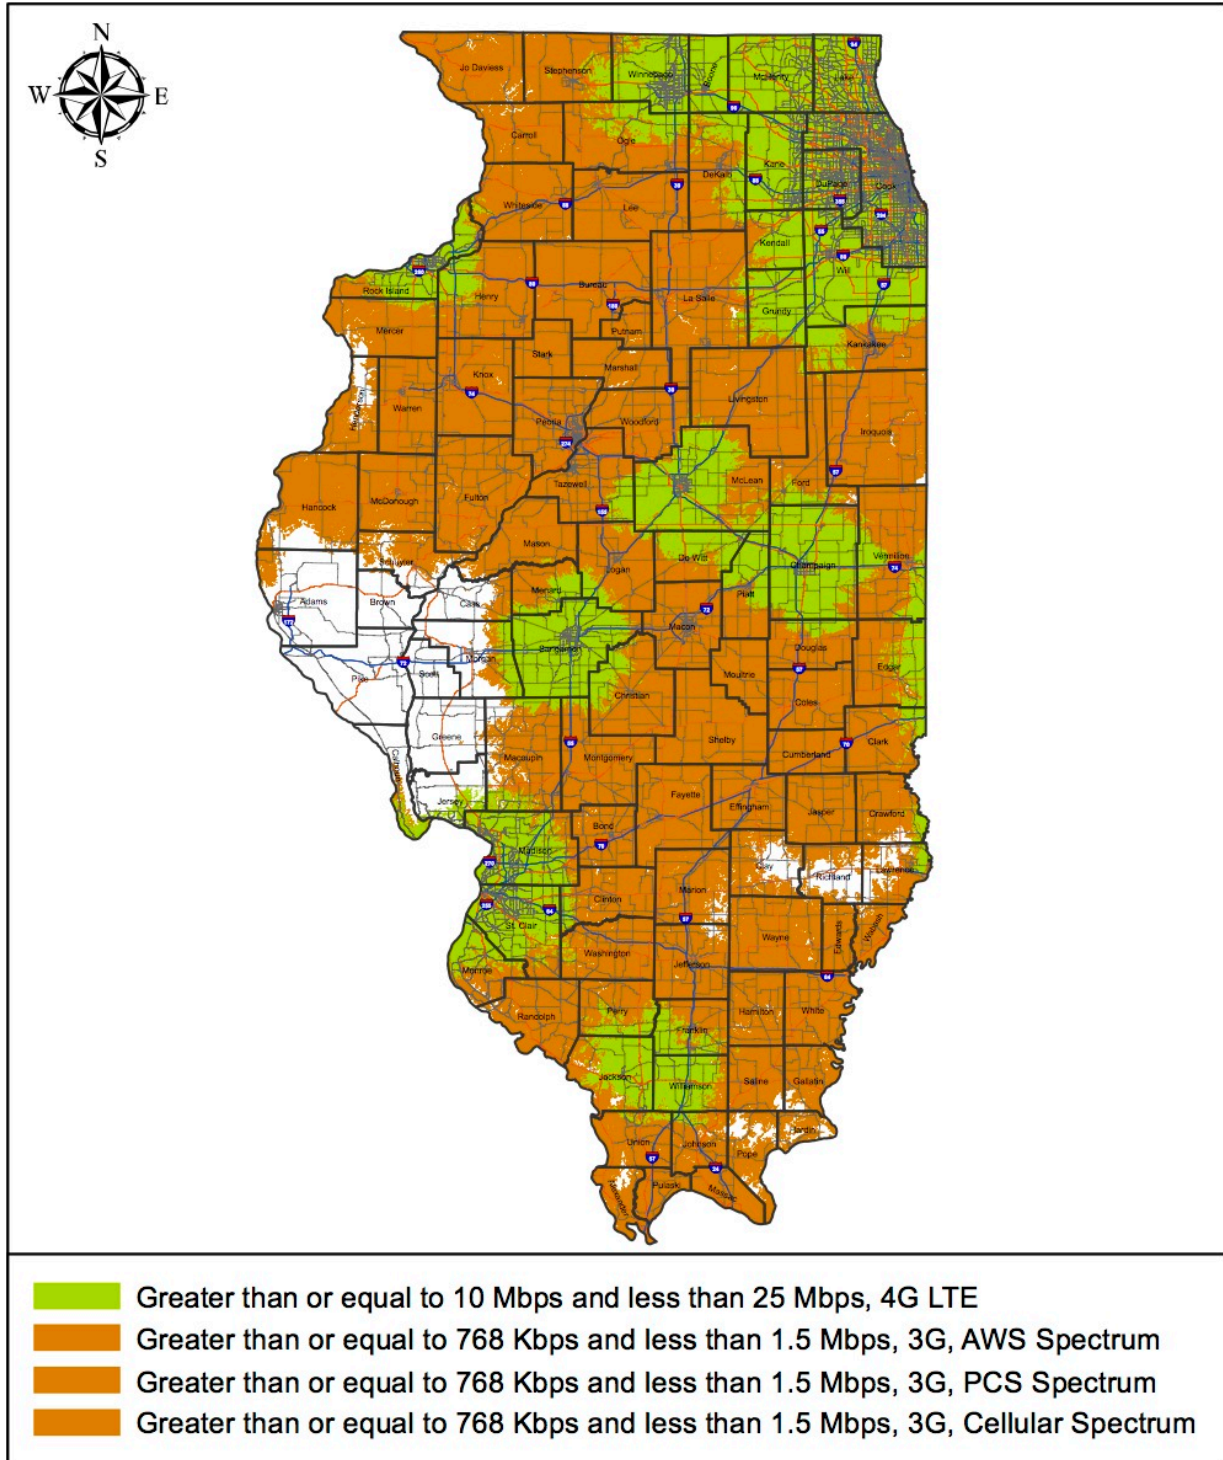 N
W E
S
Jo Daviess
Stephenson
Winnebago
Boone
McHenry
Lake
Carroll
Ogle
Kane
DeKalb
DuPage
Cook
Whiteside
Lee
Kendall
Will
Rock Island
Henry
Bureau
La Salle
Grundy
Mercer
Putnam
Kankakee
Stark
Marshall
Knox
Henderson
Warren
Peoria
Woodford
Livingston
Iroquois
Hancock
McDonough
Fulton
Tazewell
McLean
Ford
Mason
Schuyler
Logan
De Witt
Champaign
Vermilion
Adams
Brown
Cass
Menard
Piatt
Macon
Sangamon
Douglas
Pike
Scott
Morgan
Christian
Moultrie
Coles
Edgar
Greene
Macoupin
Montgomery
Shelby
Cumberland
Clark
Calhoun
Jersey
Fayette
Effingham
Jasper
Crawford
Bond
Madison
Clay
Richland
Lawrence
Clinton
Marion
St. Clair
Wayne
Edwards
Wabash
Washington
Jefferson
Monroe
Randolph
Perry
Franklin
Hamilton
White
Jackson
Williamson
Saline
Gallatin
Union
Johnson
Pope
Alexander
Pulaski
Massac
Greater than or equal to 10 Mbps and less than 25 Mbps, 4G LTE
Greater than or equal to 768 Kbps and less than 1.5 Mbps, 3G, AWS Spectrum
Greater than or equal to 768 Kbps and less than 1.5 Mbps, 3G, PCS Spectrum
Greater than or equal to 768 Kbps and less than 1.5 Mbps, 3G, Cellular Spectrum